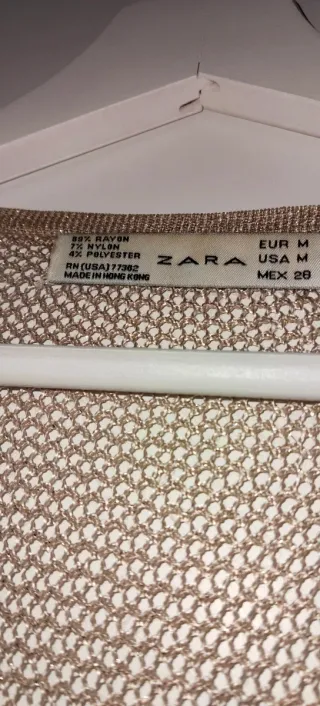 89% RAYON
7% NYLON
4% POLYESTER
RN (USA) 77302
MADE IN HONG KONG
ZARA
EUR M
USA M
MEX 28